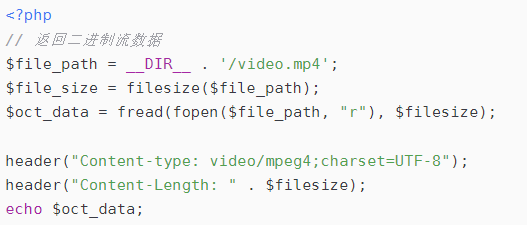 <?php
// 返回二进制流数据
$file_path = __DIR__ . '/video.mp4';
$file_size = filesize($file_path);
$oct_data = fread(fopen($file_path, "r"), $filesize);
header("Content-type: video/mpeg4;charset=UTF-8");
header("Content-Length: " . $filesize);
echo $oct_data;